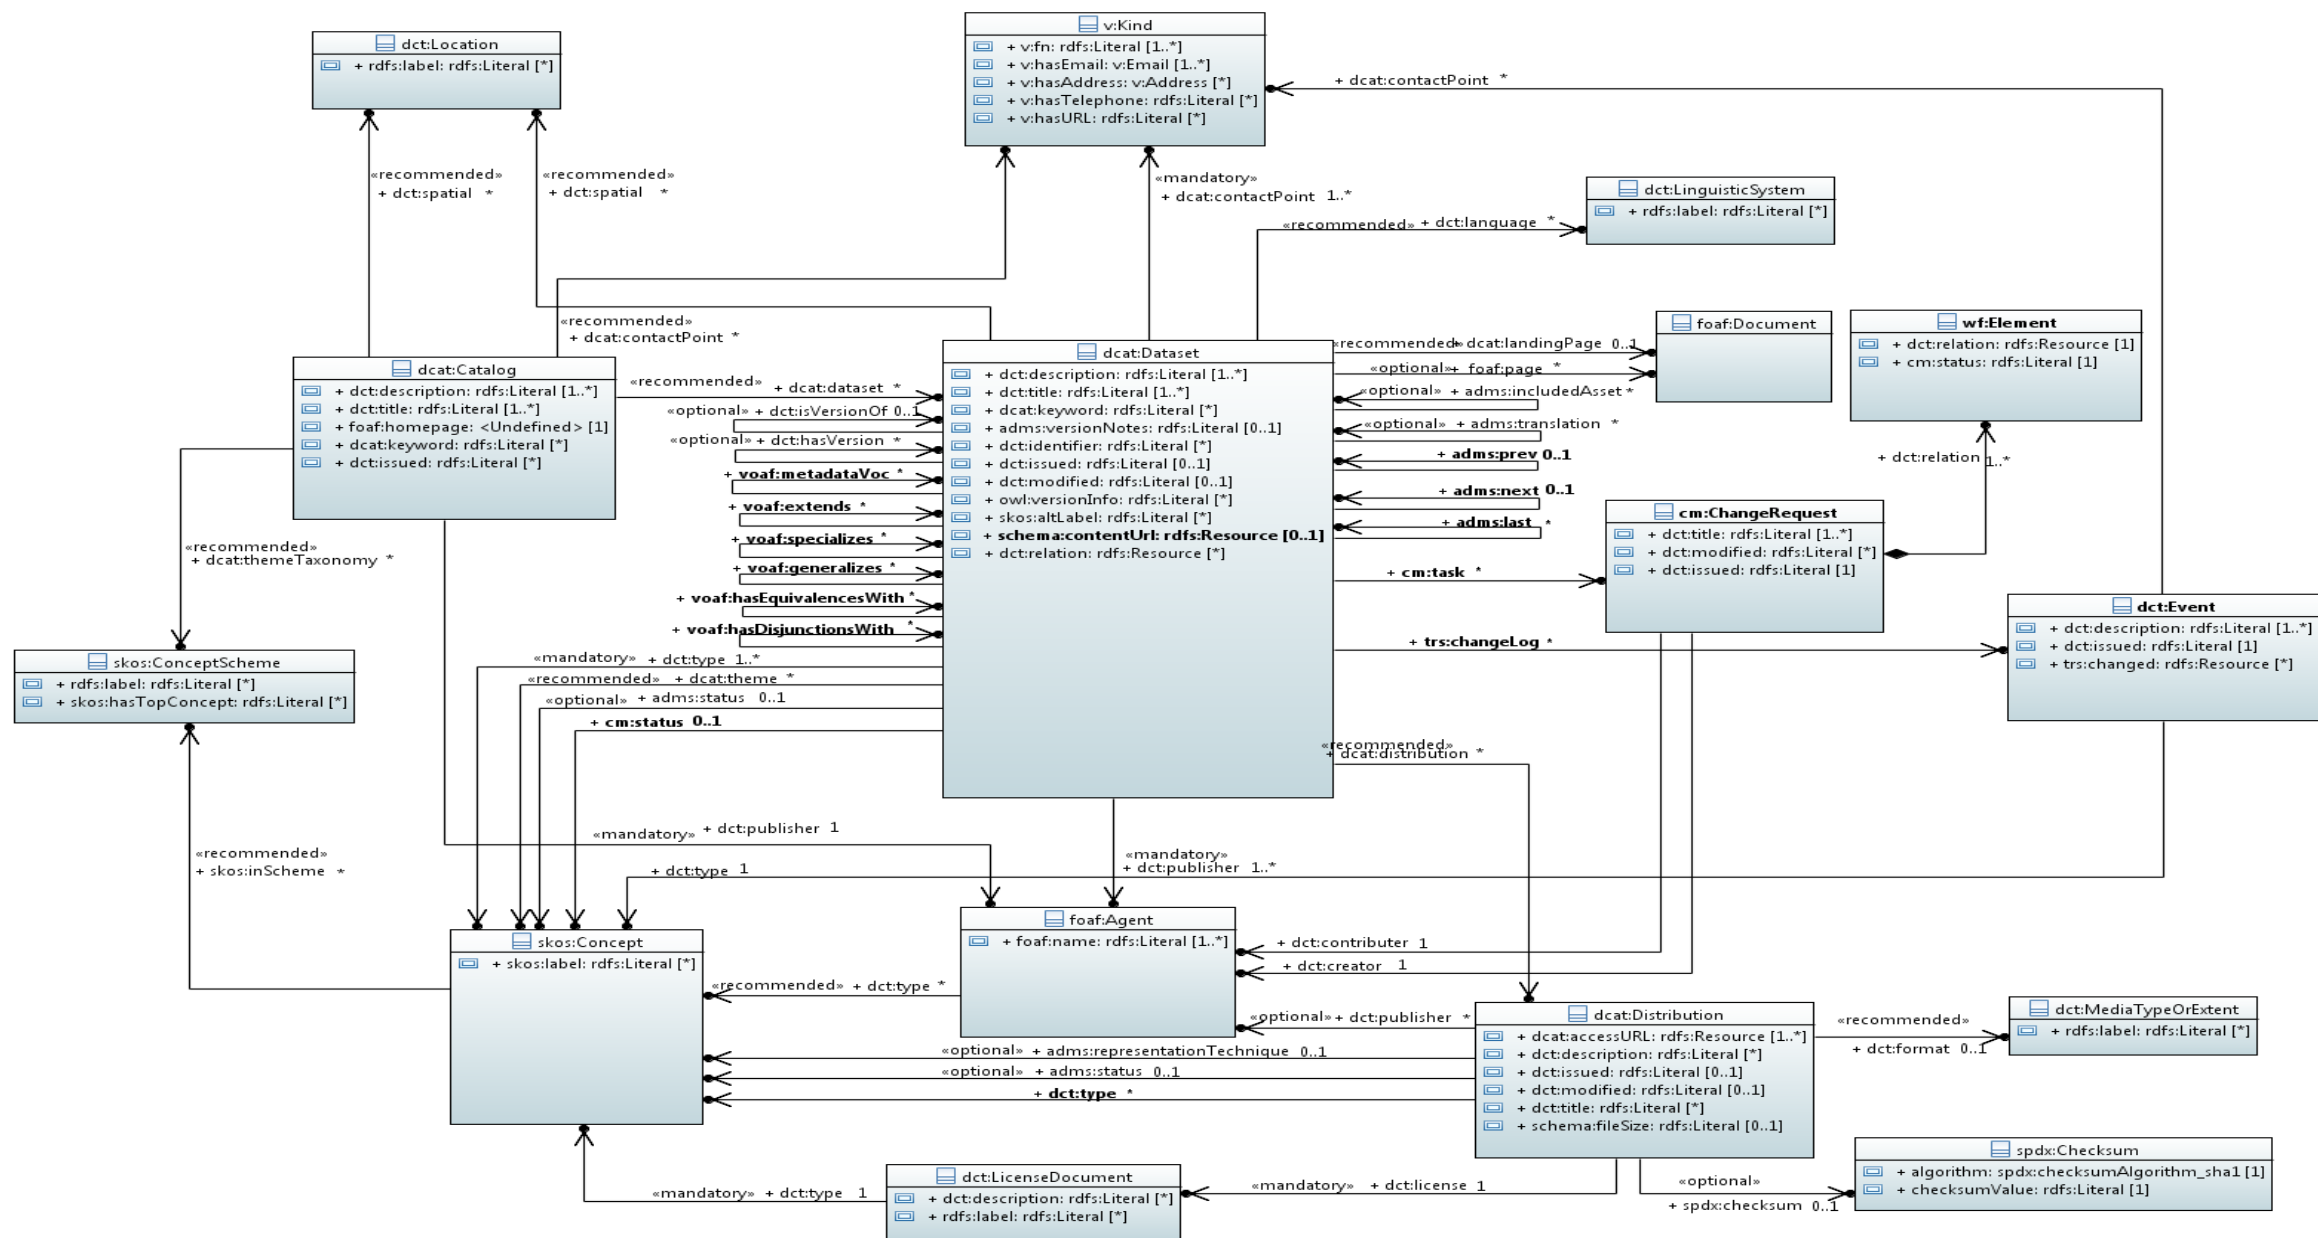 dct:Location
+ rdfs:label: rdfs:Literal [*]
v:Kind
+ v:fn: rdfs:Literal [1..*]
+ v:hasEmail: v:Email [1..*]
+ v:hasAddress: v:Address [*]
+ v:hasTelephone: rdfs:Literal [*]
+ v:hasURL: rdfs:Literal [*]
+ dcat:contactPoint *
«recommended»
+ dct:spatial *
«recommended»
+ dct:spatial *
«mandatory»
+ dcat:contactPoint 1..*
dct:LinguisticSystem
+ rdfs:label: rdfs:Literal [*]
«recommended» + dct:language *
«recommended»
+ dcat:contactPoint *
dcat:Catalog
+ dct:description: rdfs:Literal [1..*]
+ dct:title: rdfs:Literal [1..*]
+ foaf:homepage: <Undefined> [1]
+ dcat:keyword: rdfs:Literal [*]
+ dct:issued: rdfs:Literal [*]
«recommended» + dcat:dataset *
«optional» + dct:isVersionOf 0..1
«optional» + dct:hasVersion *
+ voaf:metadataVoc *
+ voaf:extends *
+ voaf:specializes *
+ voaf:generalizes *
+ voaf:hasEquivalencesWith *
+ voaf:hasDisjunctionsWith *
«mandatory» + dct:type 1..*
«recommended» + dcat:theme *
«optional» + adms:status 0..1
+ cm:status 0..1
dcat:Dataset
+ dct:description: rdfs:Literal [1..*]
+ dct:title: rdfs:Literal [1..*]
+ dcat:keyword: rdfs:Literal [*]
+ adms:versionNotes: rdfs:Literal [0..1]
+ dct:identifier: rdfs:Literal [*]
+ dct:issued: rdfs:Literal [0..1]
+ dct:modified: rdfs:Literal [0..1]
+ owl:versionInfo: rdfs:Literal [*]
+ skos:altLabel: rdfs:Literal [*]
+ schema:contentUrl: rdfs:Resource [0..1]
+ dct:relation: rdfs:Resource [*]
«recommended» + dcat:landingPage 0..1
«optional» + foaf:page *
«optional» + adms:includedAsset *
«optional» + adms:translation *
+ adms:prev 0..1
+ adms:next 0..1
+ adms:last *
+ cm:task *
+ trs:changeLog *
foaf:Document
wf:Element
+ dct:relation: rdfs:Resource [1]
+ cm:status: rdfs:Literal [1]
+ dct:relation 1..*
cm:ChangeRequest
+ dct:title: rdfs:Literal [1..*]
+ dct:modified: rdfs:Literal [*]
+ dct:issued: rdfs:Literal [1]
dct:Event
+ dct:description: rdfs:Literal [1..*]
+ dct:issued: rdfs:Literal [1]
+ trs:changed: rdfs:Resource [*]
«recommended»
+ dcat:themeTaxonomy *
skos:ConceptScheme
+ rdfs:label: rdfs:Literal [*]
+ skos:hasTopConcept: rdfs:Literal [*]
«recommended»
+ dcat:distribution *
«recommended»
+ skos:inScheme *
«mandatory» + dct:publisher 1
«mandatory»
+ dct:publisher 1..*
+ dct:type 1
skos:Concept
+ skos:label: rdfs:Literal [*]
foaf:Agent
+ foaf:name: rdfs:Literal [1..*]
+ dct:contributer 1
+ dct:creator 1
«recommended» + dct:type *
«optional» + dct:publisher *
«optional» + adms:representationTechnique 0..1
«optional» + adms:status 0..1
+ dct:type *
dcat:Distribution
+ dcat:accessURL: rdfs:Resource [1..*]
+ dct:description: rdfs:Literal [*]
+ dct:issued: rdfs:Literal [0..1]
+ dct:modified: rdfs:Literal [0..1]
+ dct:title: rdfs:Literal [*]
+ schema:fileSize: rdfs:Literal [0..1]
«recommended»
+ dct:format 0..1
dct:MediaTypeOrExtent
+ rdfs:label: rdfs:Literal [*]
«mandatory» + dct:type 1
dct:LicenseDocument
+ dct:description: rdfs:Literal [*]
+ rdfs:label: rdfs:Literal [*]
«mandatory» + dct:license 1
«optional»
+ spdx:checksum 0..1
spdx:Checksum
+ algorithm: spdx:checksumAlgorithm_sha1 [1]
+ checksumValue: rdfs:Literal [1]